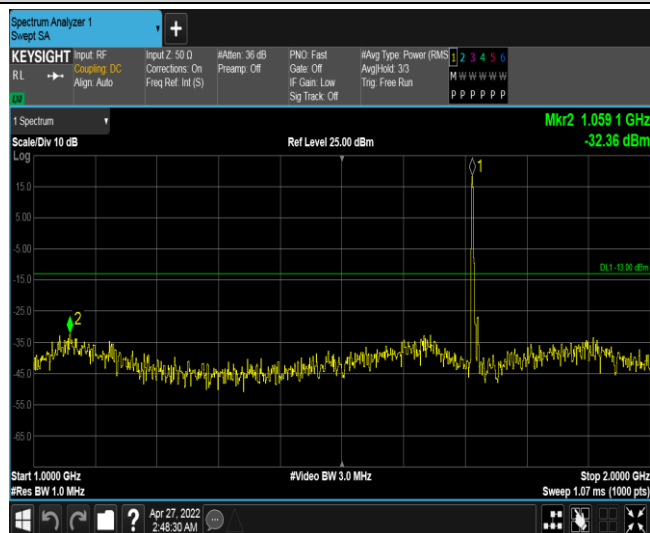 Spectrum Analyzer 1
Swept SA
+
KEYSIGHT
RL
LXI
Input: RF
Coupling: DC
Align: Auto
Input Z: 50 Ω
Corrections: On
Freq Ref: Int (S)
#Atten: 36 dB
Preamp: Off
PNO: Fast
Gate: Off
IF Gain: Low
Sig Track: Off
#Avg Type: Power (RMS
Avg|Hold: 3/3
Trig: Free Run
1 2 3 4 5 6
M W W W W W
P P P P P P
1 Spectrum
Mkr2 1.059 1 GHz
Scale/Div 10 dB
Ref Level 25.00 dBm
-32.36 dBm
Log
1
15.0
5.00
-5.00
DL1 -13.00 dBm
-15.0
-25.0
2
-35.0
-45.0
-55.0
-65.0
Start 1.0000 GHz
#Video BW 3.0 MHz
Stop 2.0000 GHz
#Res BW 1.0 MHz
Sweep 1.07 ms (1000 pts)
?
Apr 27, 2022
2:48:30 AM